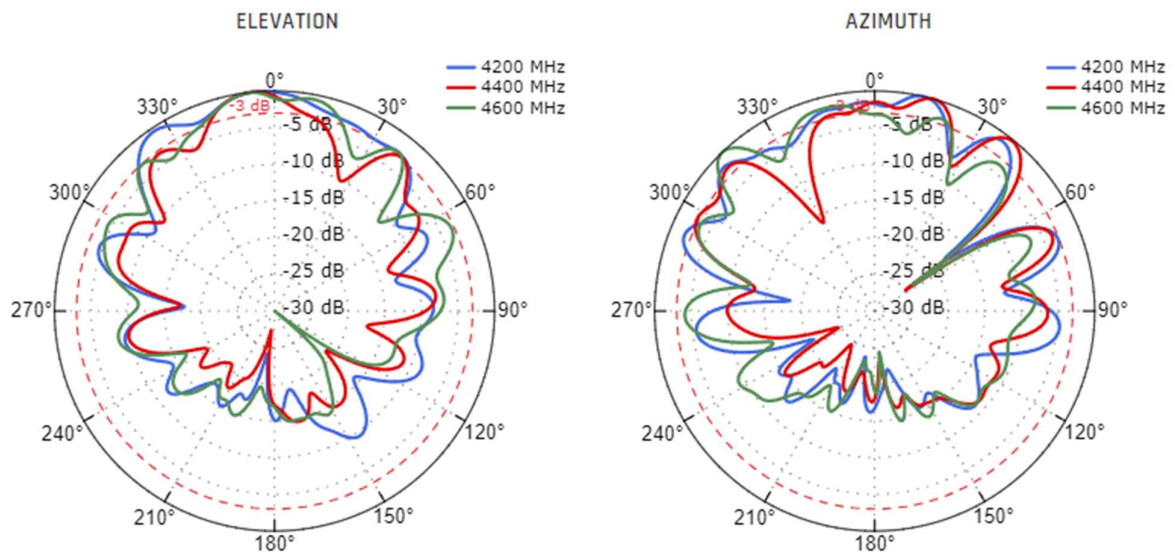 ELEVATION
4200 MHz
4400 MHz
4600 MHz
0°
30°
60°
90°
120°
150°
180°
210°
240°
270°
300°
330°
-3 dB
-5 dB
-10 dB
-15 dB
-20 dB
-25 dB
-30 dB
AZIMUTH
4200 MHz
4400 MHz
4600 MHz
0°
30°
60°
90°
120°
150°
180°
210°
240°
270°
300°
330°
-3 dB
-5 dB
-10 dB
-15 dB
-20 dB
-25 dB
-30 dB